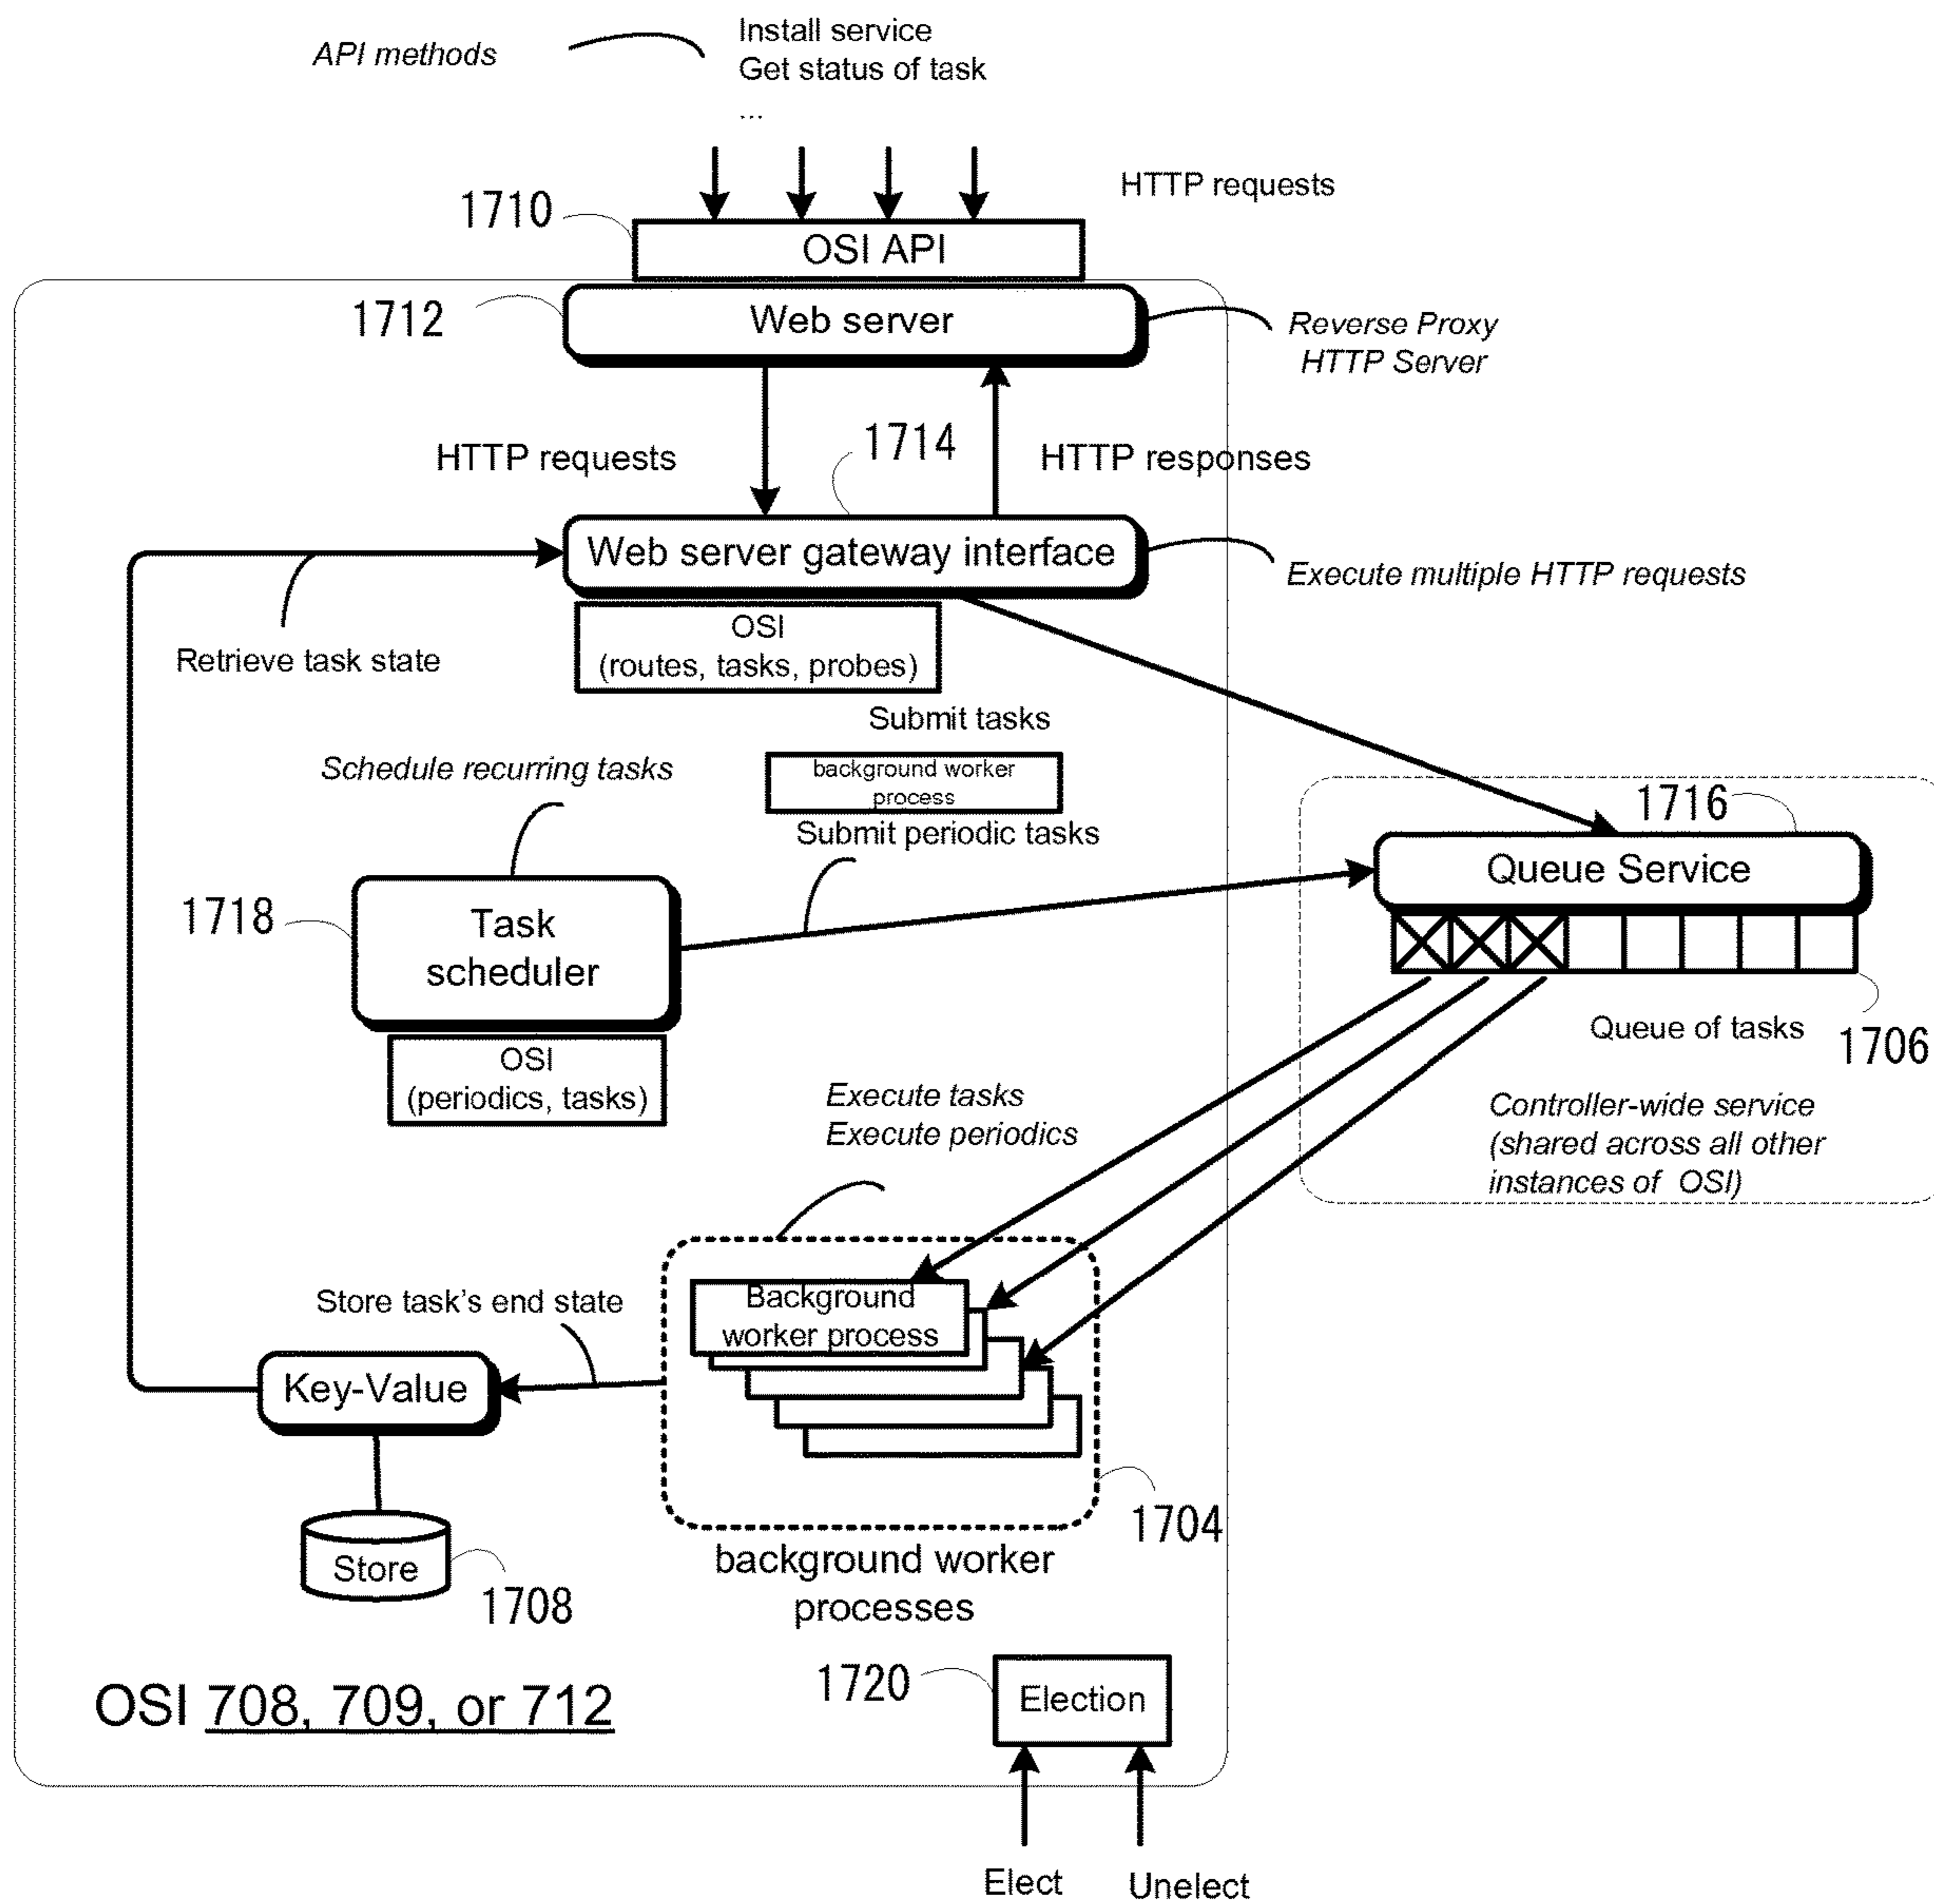 API methods
Install service
Get status of task
...
HTTP requests
1710
OSI API
1712
Web server
Reverse Proxy
HTTP Server
HTTP requests
1714
HTTP responses
Web server gateway interface
Execute multiple HTTP requests
OSI
(routes, tasks, probes)
Retrieve task state
Submit tasks
Schedule recurring tasks
background worker
process
Submit periodic tasks
1716
Queue Service
1718
Task
scheduler
Queue of tasks
1706
OSI
(periodics, tasks)
Execute tasks
Execute periodics
Controller-wide service
(shared across all other
instances of OSI)
Store task's end state
Background
worker process
Key-Value
1704
Store
1708
background worker
processes
1720
Election
OSI 708, 709, or 712
Elect
Unelect